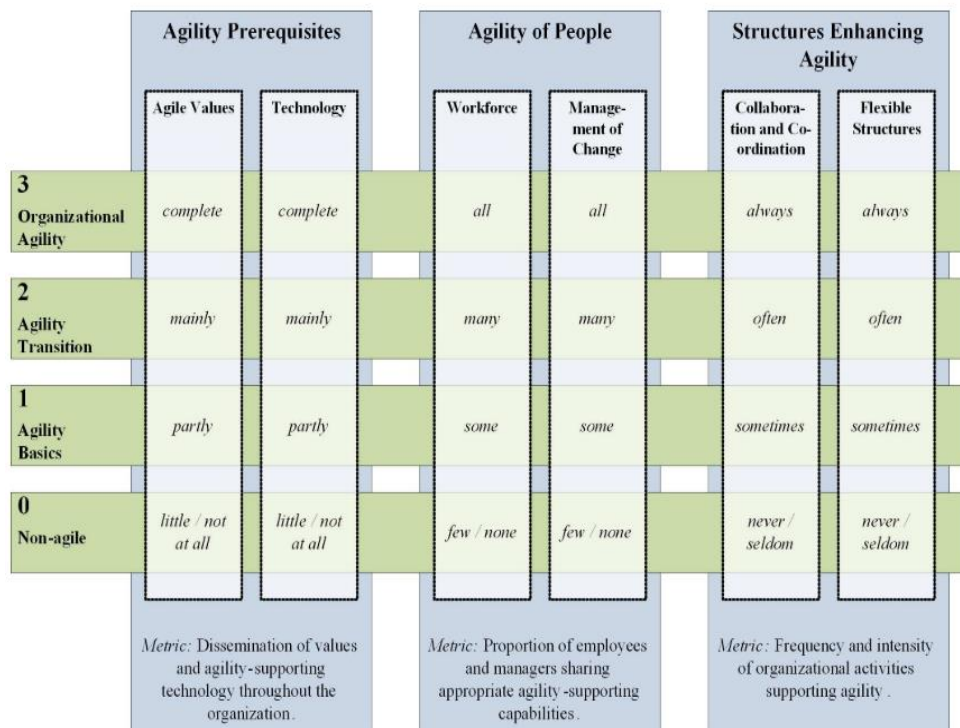 Agility Prerequisites
Agility of People
Structures Enhancing
Agility
Agile Values
Technology
Workforce
Manage-
ment of
Change
Collabora-
tion and Co-
ordination
Flexible
Structures
3
Organizational
Agility
complete
complete
all
all
always
always
2
Agility
Transition
mainly
mainly
many
many
often
often
1
Agility
Basics
partly
partly
some
some
sometimes
sometimes
0
Non-agile
little / not
at all
little / not
at all
few / none
few / none
never /
seldom
never /
seldom
Metric: Dissemination of values
and agility-supporting
technology throughout the
organization.
Metric: Proportion of employees
and managers sharing
appropriate agility-supporting
capabilities.
Metric: Frequency and intensity
of organizational activities
supporting agility .